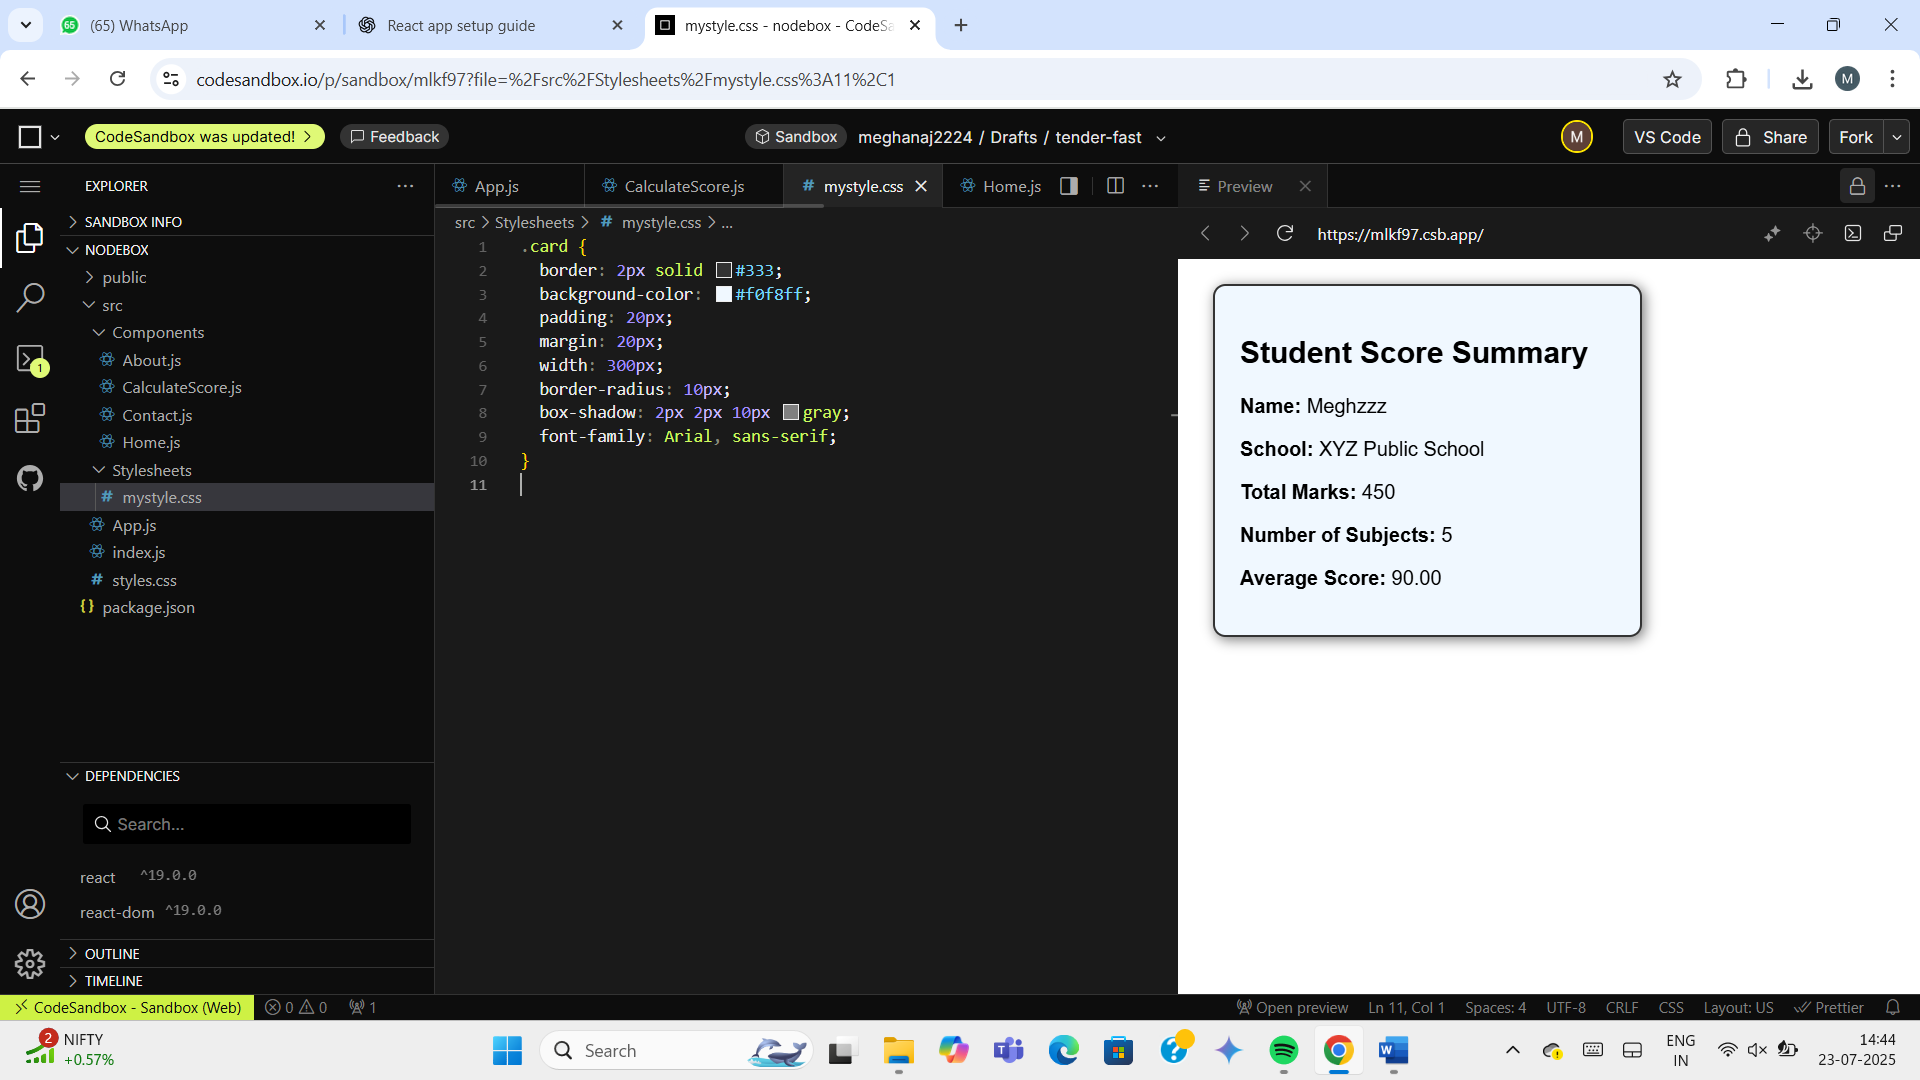 65
(65) WhatsApp
React app setup guide
mystyle.css - nodebox - CodeSa
codesandbox.io/p/sandbox/mlkf97?file=%2Fsrc%2FStylesheets%2Fmystyle.css%3A11%2C1
M
CodeSandbox was updated!
Feedback
Sandbox
meghanaj2224 / Drafts / tender-fast
M
VS Code
Share
Fork
EXPLORER
App.js
CalculateScore.js
# mystyle.css
Home.js
Preview
SANDBOX INFO
NODEBOX
public
src
Components
About.js
CalculateScore.js
Contact.js
Home.js
Stylesheets
# mystyle.css
App.js
index.js
# styles.css
{} package.json
1
src > Stylesheets > # mystyle.css > ...
1 .card {
2 border: 2px solid #333;
3 background-color: #f0f8ff;
4 padding: 20px;
5 margin: 20px;
6 width: 300px;
7 border-radius: 10px;
8 box-shadow: 2px 2px 10px gray;
9 font-family: Arial, sans-serif;
10 }
11
https://mlkf97.csb.app/
Student Score Summary
Name: Meghzzz
School: XYZ Public School
Total Marks: 450
Number of Subjects: 5
Average Score: 90.00
DEPENDENCIES
Search...
react ^19.0.0
react-dom ^19.0.0
OUTLINE
TIMELINE
CodeSandbox - Sandbox (Web)
0 0
1
Open preview
Ln 11, Col 1
Spaces: 4
UTF-8
CRLF
CSS
Layout: US
Prettier
2
NIFTY
+0.57%
Search
ENG
IN
14:44
23-07-2025